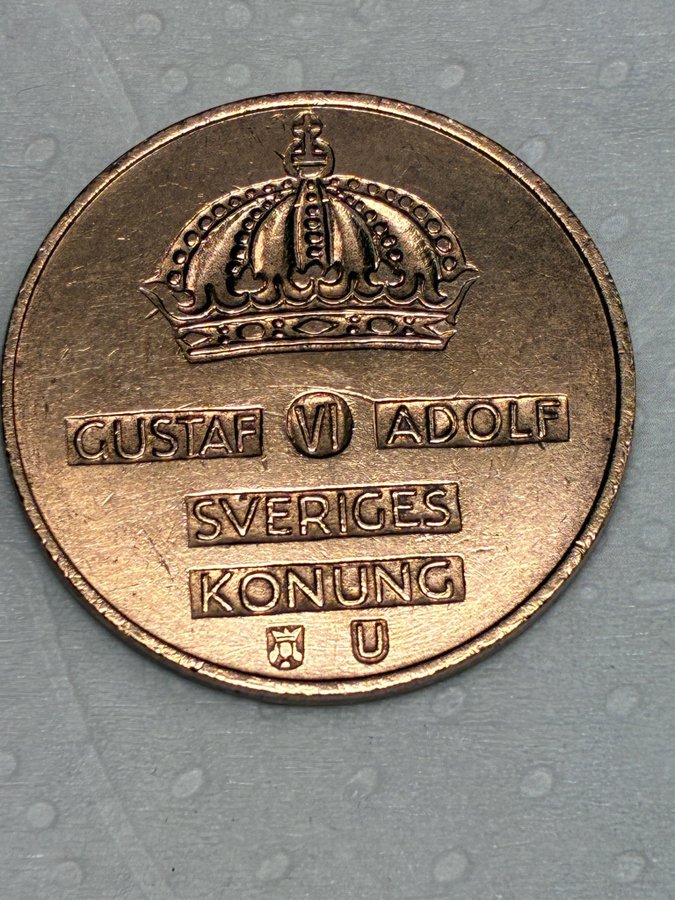 GUSTAF VI ADOLF
SVERIGES
KONUNG
U